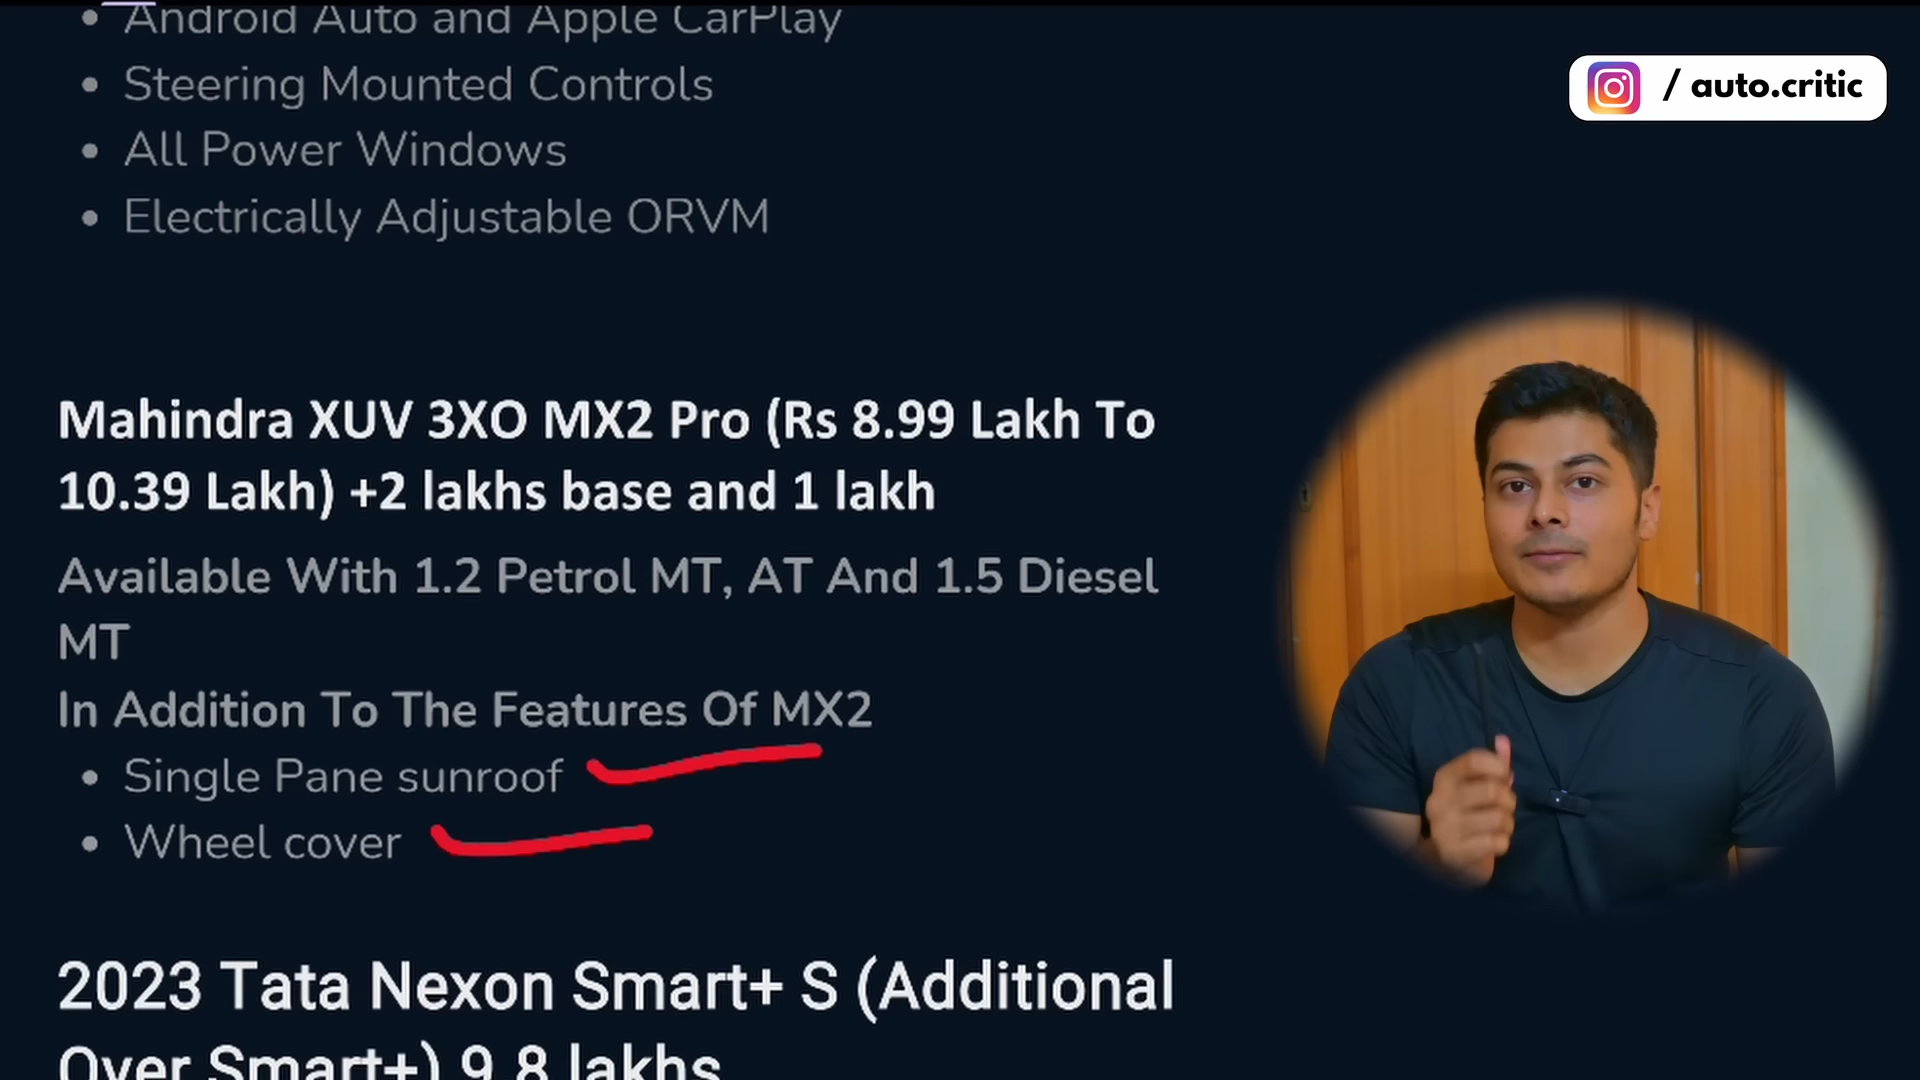 Android Auto and Apple CarPlay
Steering Mounted Controls
/ auto.critic
All Power Windows
Electrically Adjustable ORVM
Mahindra XUV 3XO MX2 Pro (Rs 8.99 Lakh To
10.39 Lakh) +2 lakhs base and 1 lakh
Available With 1.2 Petrol MT, AT And 1.5 Diesel
MT
In Addition To The Features Of MX2
Single Pane sunroof
Wheel cover
2023 Tata Nexon Smart+ S (Additional
Over Smart+) 9.8 lakhs